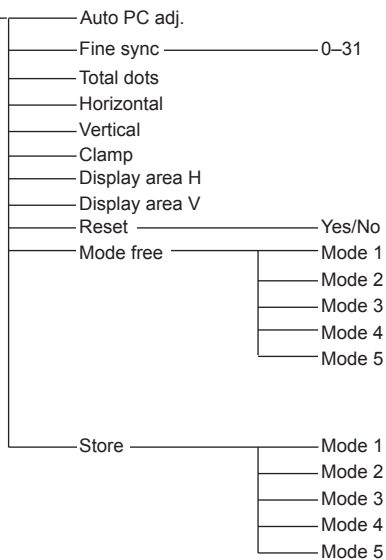 Auto PC adj.
Fine sync 0–31
Total dots
Horizontal
Vertical
Clamp
Display area H
Display area V
Reset Yes/No
Mode free Mode 1
Mode 2
Mode 3
Mode 4
Mode 5
Store Mode 1
Mode 2
Mode 3
Mode 4
Mode 5